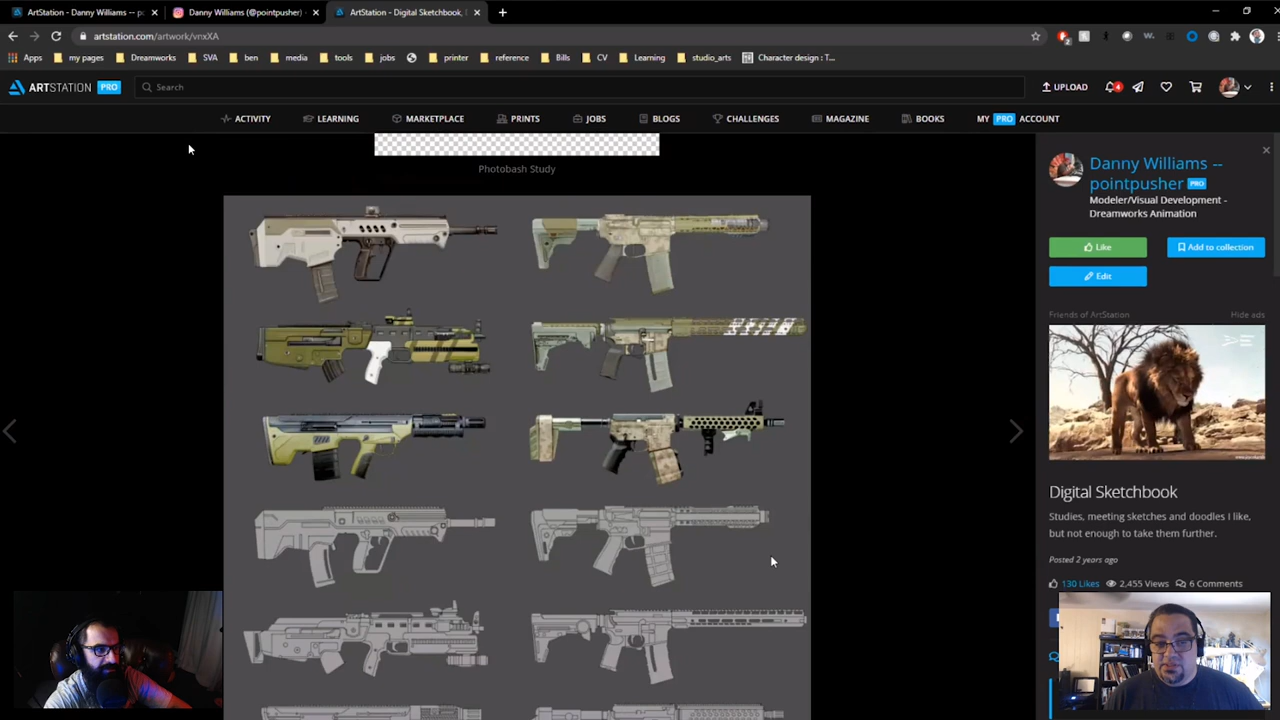 ArtStation - Danny Williams -- p
Danny Williams (@pointpusher)
ArtStation - Digital Sketchbook,
artstation.com/artwork/vnxXA
Apps my pages Dreamworks SVA ben media tools jobs printer reference Bills CV Learning studio_arts Character design : T...
ARTSTATION PRO Search UPLOAD 4
ACTIVITY LEARNING MARKETPLACE PRINTS JOBS BLOGS CHALLENGES MAGAZINE BOOKS MY PRO ACCOUNT
Photobash Study
Danny Williams --
pointpusher PRO
Modeler/Visual Development -
Dreamworks Animation
Like Add to collection
Edit
Friends of ArtStation Hide ads
Digital Sketchbook
Studies, meeting sketches and doodles I like,
but not enough to take them further.
Posted 2 years ago
130 Likes 2,455 Views 6 Comments